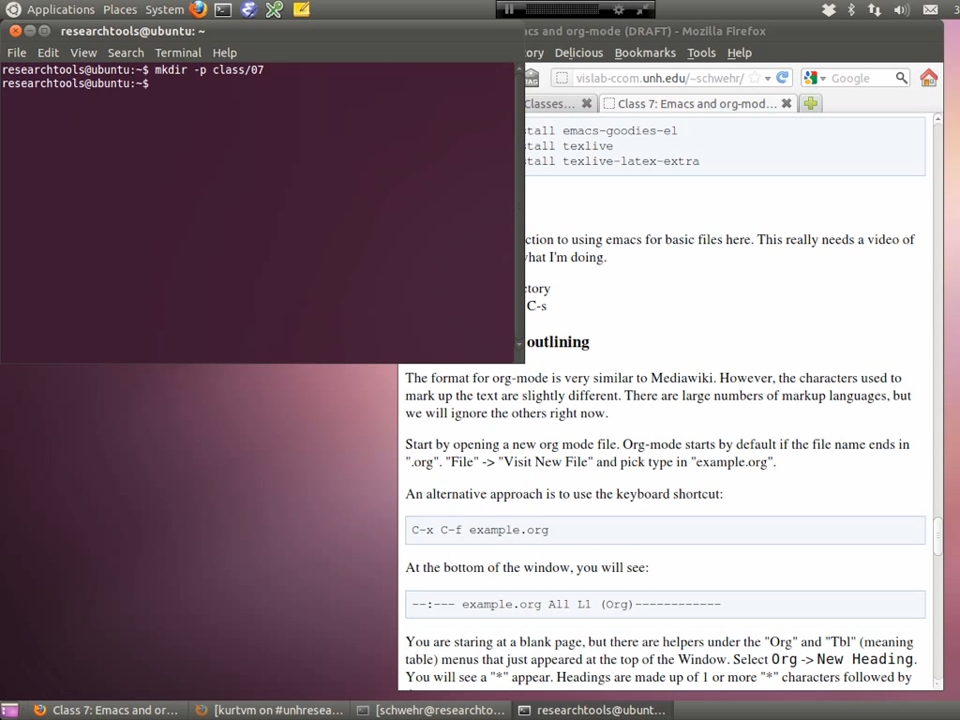 Applications Places System
researchtools@ubuntu: ~
File Edit View Search Terminal Help
researchtools@ubuntu:~$ mkdir -p class/07
researchtools@ubuntu:~$
acs and org-mode (DRAFT) - Mozilla Firefox
ory Delicious Bookmarks Tools Help
vislab-ccom.unh.edu/~schwehr/
Google
Classes...
Class 7: Emacs and org-mod...
stall emacs-goodies-el
stall texlive
stall texlive-latex-extra
ction to using emacs for basic files here. This really needs a video of
hat I'm doing.
ctory
C-s
outlining
The format for org-mode is very similar to Mediawiki. However, the characters used to
mark up the text are slightly different. There are large numbers of markup languages, but
we will ignore the others right now.
Start by opening a new org mode file. Org-mode starts by default if the file name ends in
".org". "File" -> "Visit New File" and pick type in "example.org".
An alternative approach is to use the keyboard shortcut:
C-x C-f example.org
At the bottom of the window, you will see:
--:--- example.org All L1 (Org)------------
You are staring at a blank page, but there are helpers under the "Org" and "Tbl" (meaning
table) menus that just appeared at the top of the Window. Select Org -> New Heading.
You will see a "*" appear. Headings are made up of 1 or more "*" characters followed by
Class 7: Emacs and or...
[kurtvm on #unhresea...
[schwehr@researchto...
researchtools@ubunt...